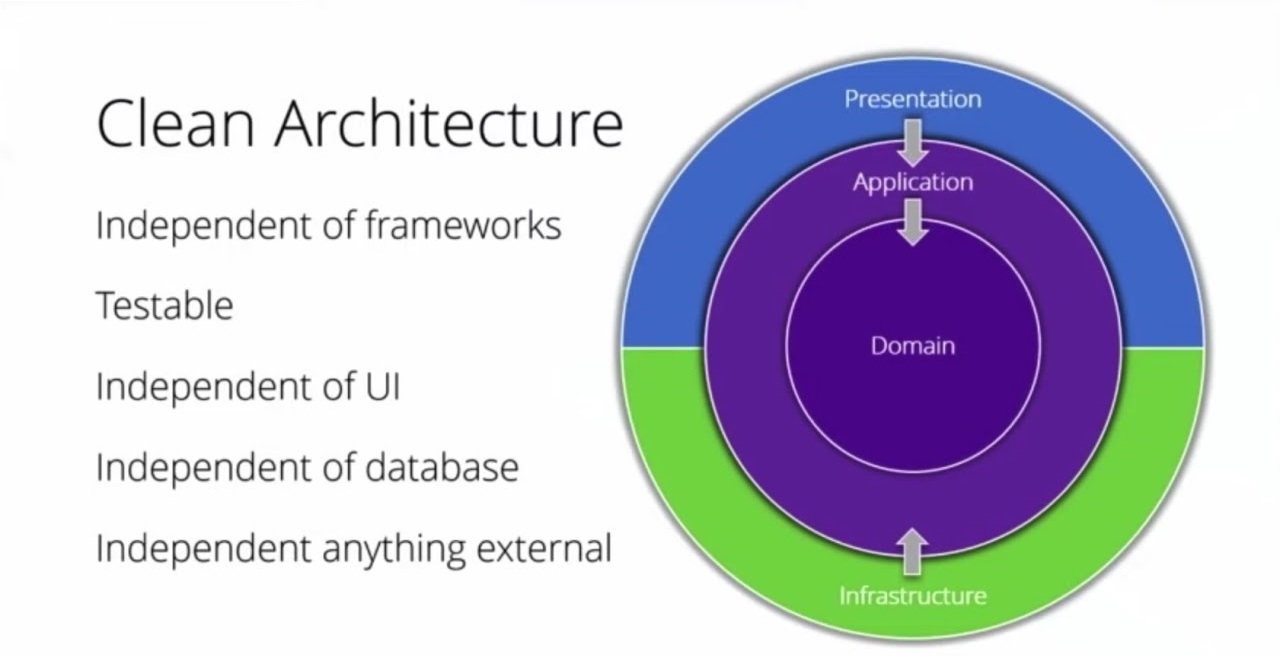 Clean Architecture
Independent of frameworks
Testable
Independent of UI
Independent of database
Independent anything external
Presentation
Application
Domain
Infrastructure